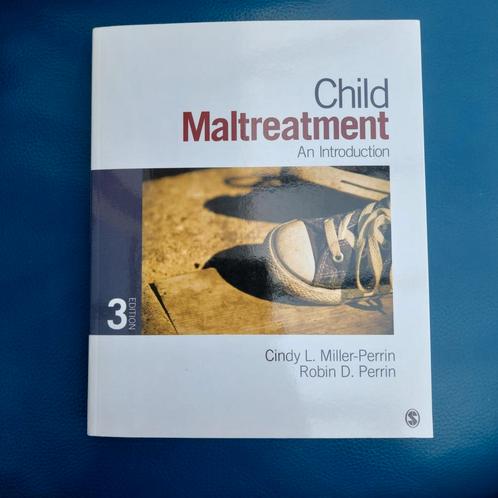 Child
Maltreatment
An Introduction
3 EDITION
Cindy L. Miller-Perrin
Robin D. Perrin
S